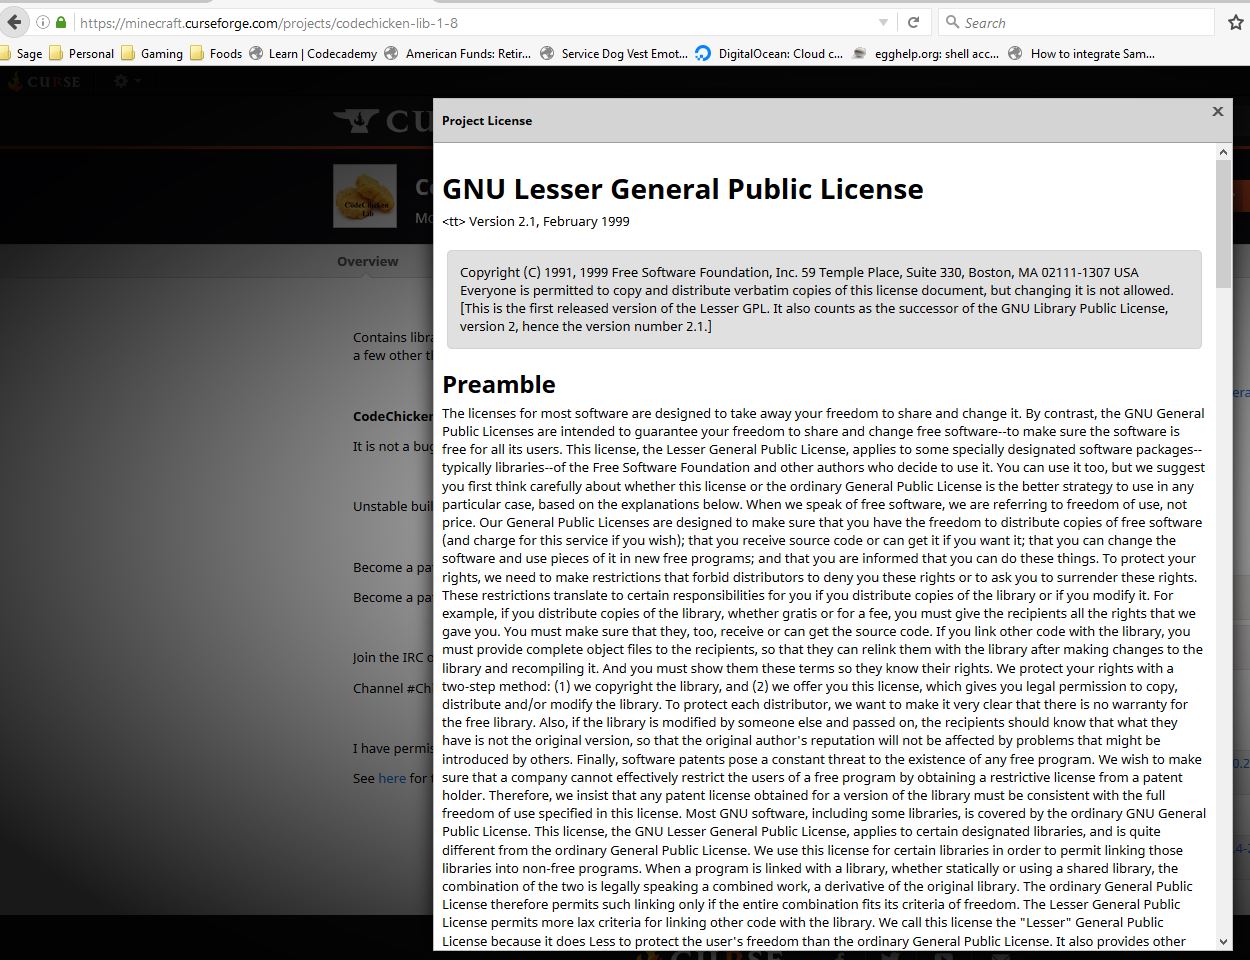 https://minecraft.curseforge.com/projects/codechicken-lib-1-8
Search
Sage Personal Gaming Foods Learn | Codecademy American Funds: Retir... Service Dog Vest Emot... DigitalOcean: Cloud c... egghelp.org: shell acc... How to integrate Sam...
CURSE
CU
Project License
CodeChicken Lib
C
Mo
Overview
Contains libra
a few other th
CodeChicken
It is not a bug
Unstable buil
Become a pa
Become a pa
Join the IRC
Channel #Chi
I have permis
See here for
GNU Lesser General Public License
<tt> Version 2.1, February 1999
Copyright (C) 1991, 1999 Free Software Foundation, Inc. 59 Temple Place, Suite 330, Boston, MA 02111-1307 USA
Everyone is permitted to copy and distribute verbatim copies of this license document, but changing it is not allowed.
[This is the first released version of the Lesser GPL. It also counts as the successor of the GNU Library Public License,
version 2, hence the version number 2.1.]
Preamble
The licenses for most software are designed to take away your freedom to share and change it. By contrast, the GNU General
Public Licenses are intended to guarantee your freedom to share and change free software--to make sure the software is
free for all its users. This license, the Lesser General Public License, applies to some specially designated software packages--
typically libraries--of the Free Software Foundation and other authors who decide to use it. You can use it too, but we suggest
you first think carefully about whether this license or the ordinary General Public License is the better strategy to use in any
particular case, based on the explanations below. When we speak of free software, we are referring to freedom of use, not
price. Our General Public Licenses are designed to make sure that you have the freedom to distribute copies of free software
(and charge for this service if you wish); that you receive source code or can get it if you want it; that you can change the
software and use pieces of it in new free programs; and that you are informed that you can do these things. To protect your
rights, we need to make restrictions that forbid distributors to deny you these rights or to ask you to surrender these rights.
These restrictions translate to certain responsibilities for you if you distribute copies of the library or if you modify it. For
example, if you distribute copies of the library, whether gratis or for a fee, you must give the recipients all the rights that we
gave you. You must make sure that they, too, receive or can get the source code. If you link other code with the library, you
must provide complete object files to the recipients, so that they can relink them with the library after making changes to the
library and recompiling it. And you must show them these terms so they know their rights. We protect your rights with a
two-step method: (1) we copyright the library, and (2) we offer you this license, which gives you legal permission to copy,
distribute and/or modify the library. To protect each distributor, we want to make it very clear that there is no warranty for
the free library. Also, if the library is modified by someone else and passed on, the recipients should know that what they
have is not the original version, so that the original author's reputation will not be affected by problems that might be
introduced by others. Finally, software patents pose a constant threat to the existence of any free program. We wish to make
sure that a company cannot effectively restrict the users of a free program by obtaining a restrictive license from a patent
holder. Therefore, we insist that any patent license obtained for a version of the library must be consistent with the full
freedom of use specified in this license. Most GNU software, including some libraries, is covered by the ordinary GNU General
Public License. This license, the GNU Lesser General Public License, applies to certain designated libraries, and is quite
different from the ordinary General Public License. We use this license for certain libraries in order to permit linking those
libraries into non-free programs. When a program is linked with a library, whether statically or using a shared library, the
combination of the two is legally speaking a combined work, a derivative of the original library. The ordinary General Public
License therefore permits such linking only if the entire combination fits its criteria of freedom. The Lesser General Public
License permits more lax criteria for linking other code with the library. We call this license the "Lesser" General Public
License because it does Less to protect the user's freedom than the ordinary General Public License. It also provides other